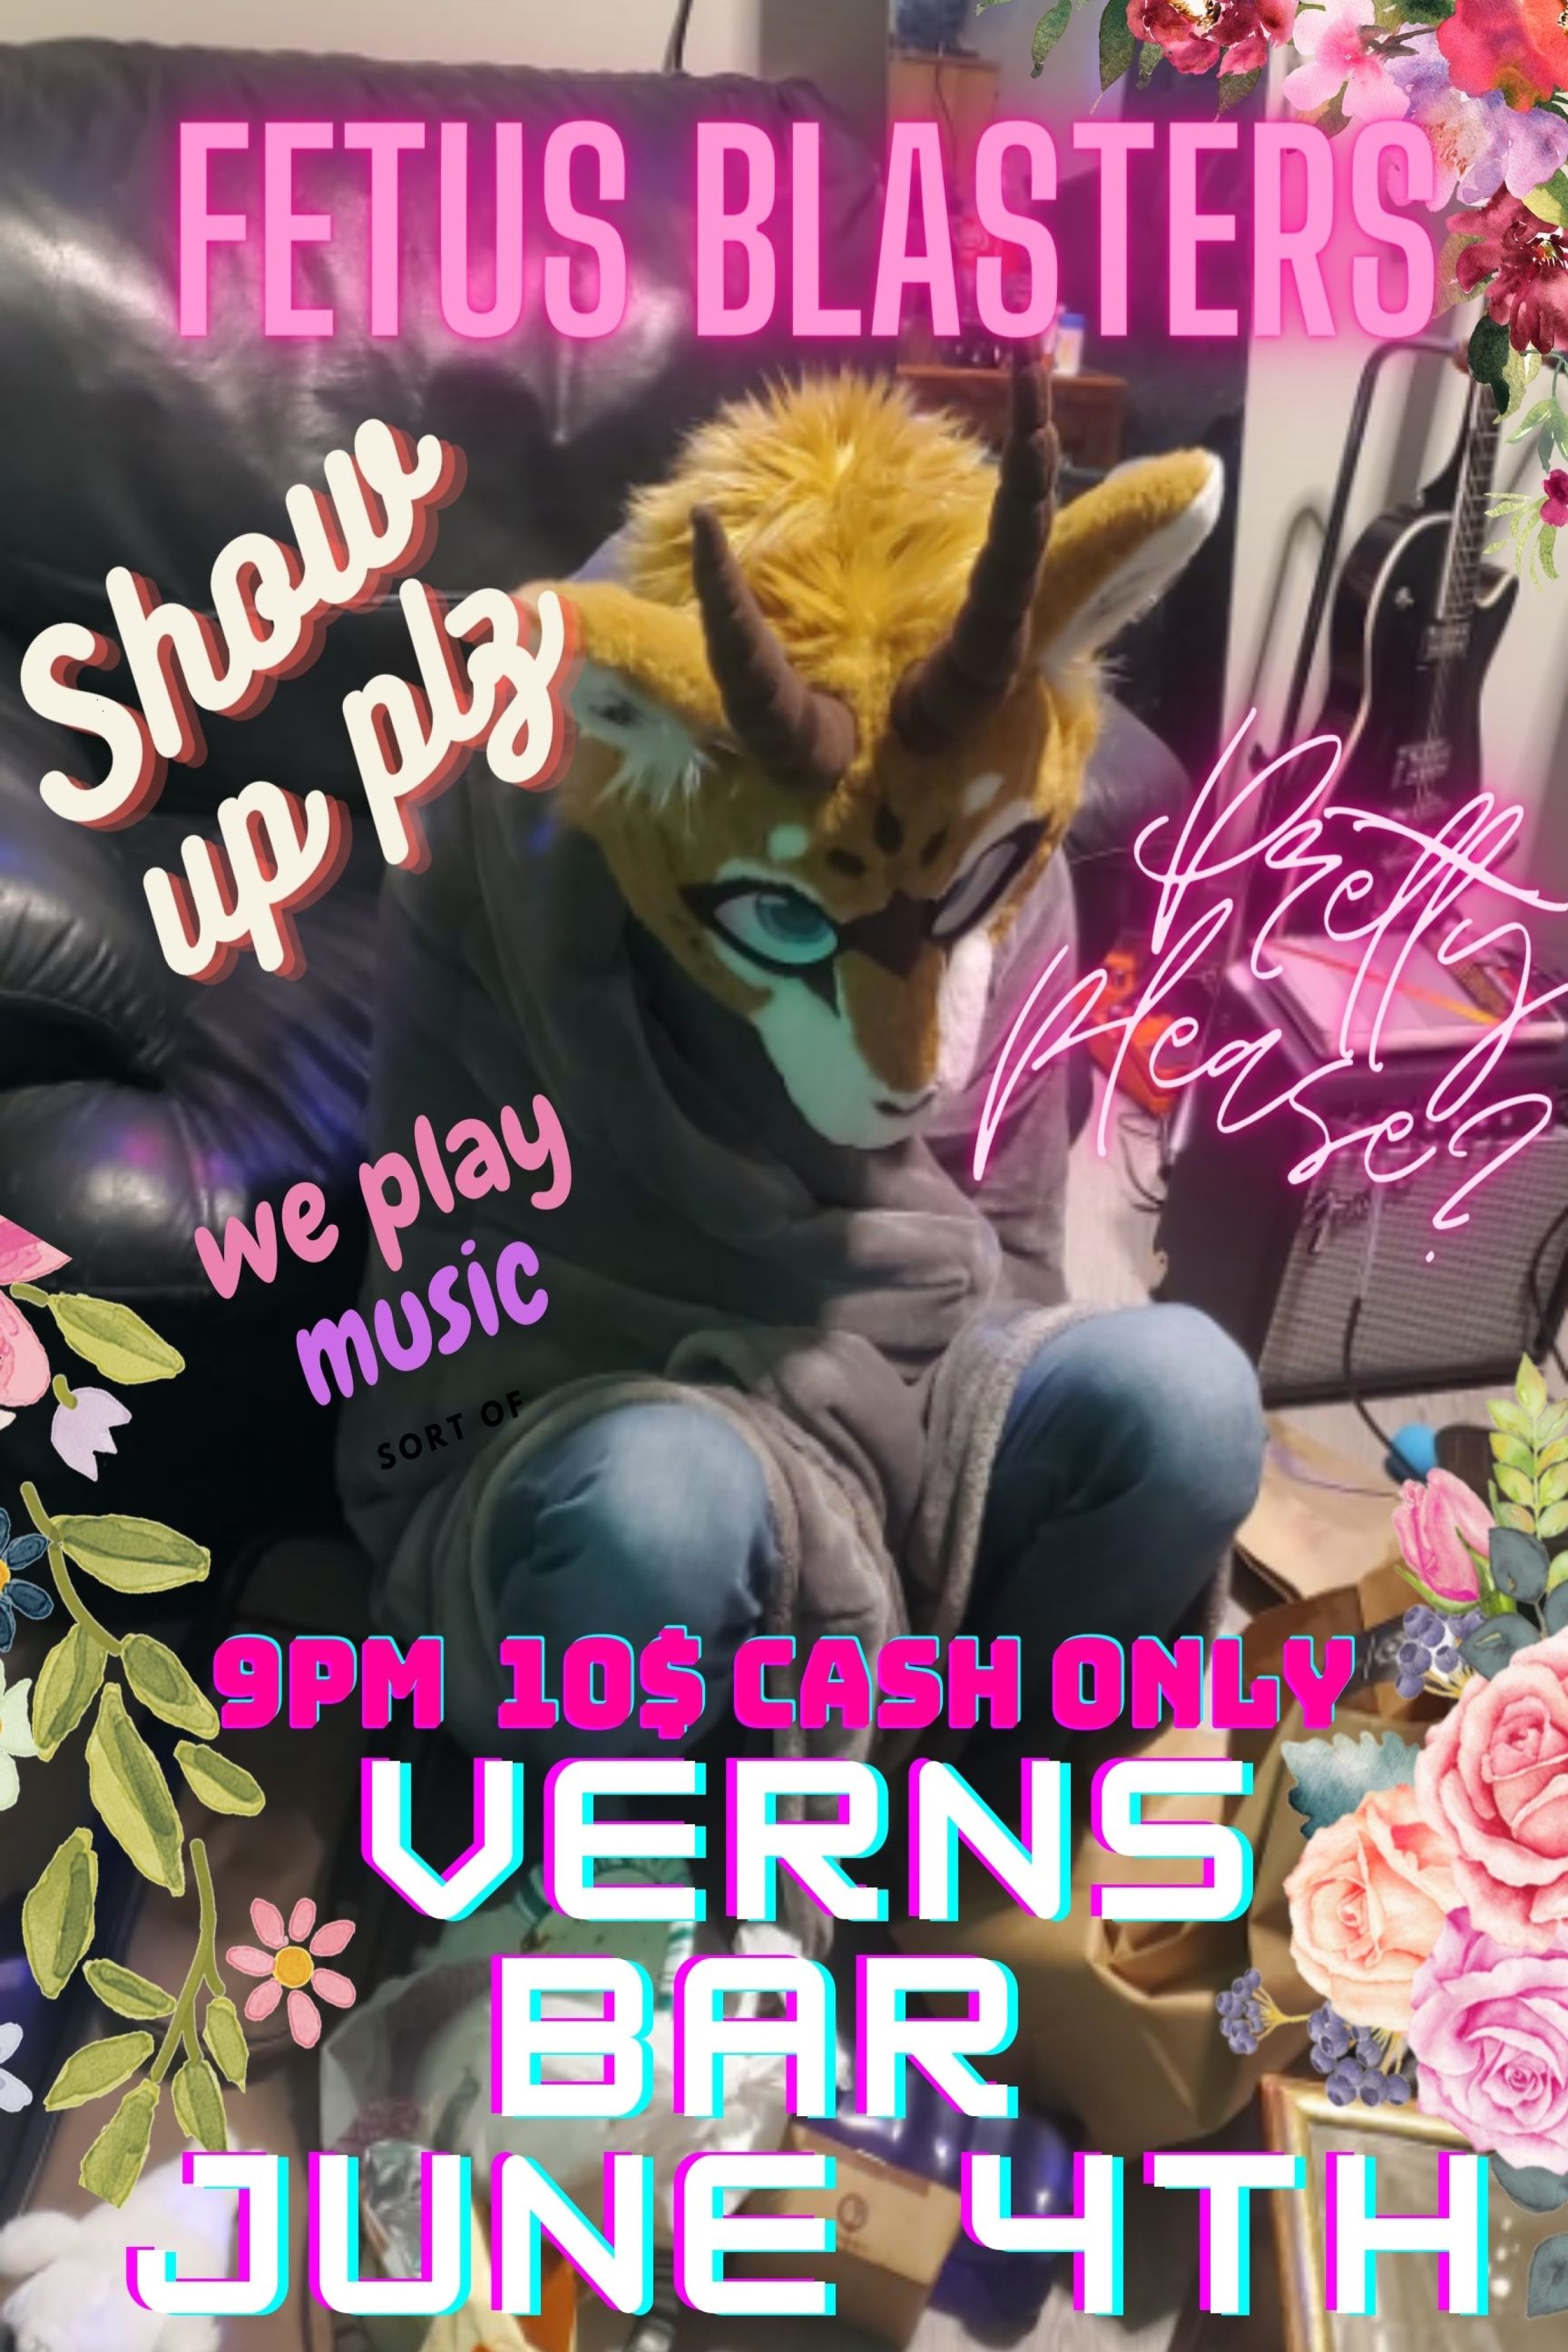 FETUS BLASTERS
Show
up plz
Pretty
Please?
we play
music
SORT OF
9PM 10$ CASH ONLY
VERNS
BAR
JUNE 4TH